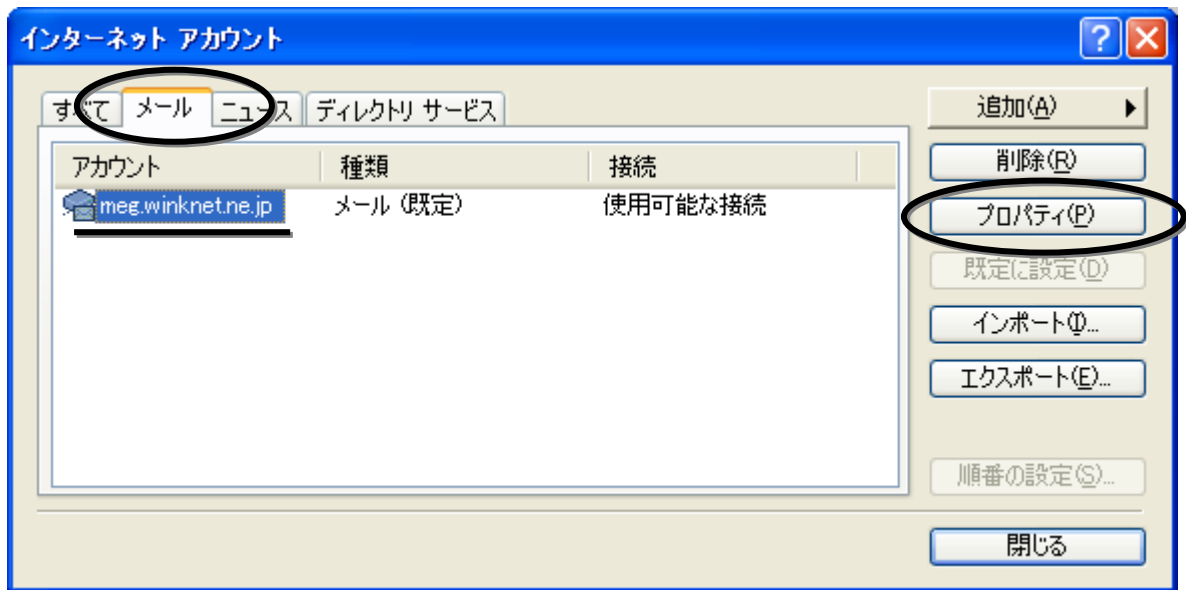 インターネット アカウント
すべて メール ニュース ディレクトリ サービス
アカウント 種類 接続
meg.winknet.ne.jp メール (既定) 使用可能な接続
追加(A)
削除(R)
プロパティ(P)
既定に設定(D)
インポート(I)...
エクスポート(E)...
順番の設定(S)...
閉じる